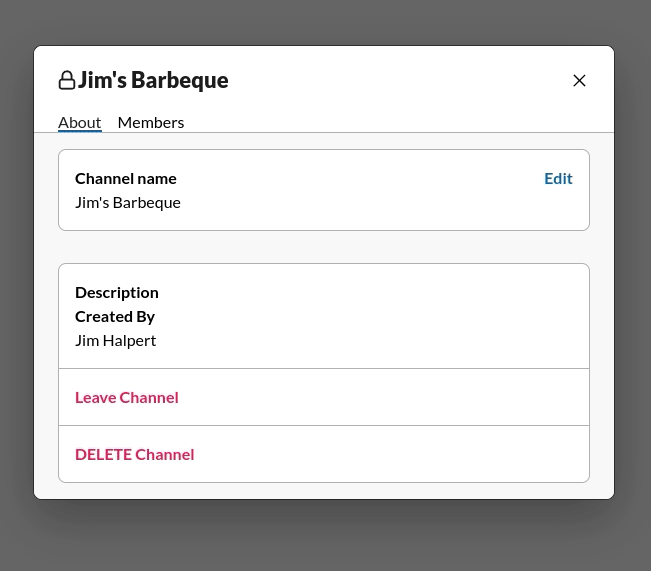 Jim's Barbeque
About Members
Channel name Edit
Jim's Barbeque
Description
Created By
Jim Halpert
Leave Channel
DELETE Channel